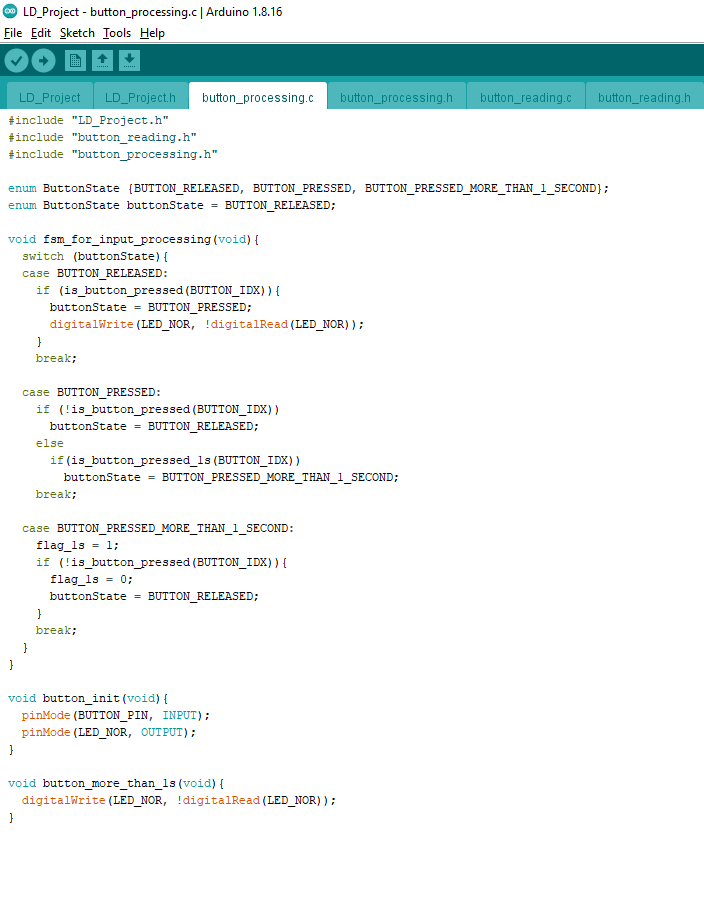 LD_Project - button_processing.c | Arduino 1.8.16
File Edit Sketch Tools Help
LD_Project LD_Project.h button_processing.c button_processing.h button_reading.c button_reading.h
#include "LD_Project.h"
#include "button_reading.h"
#include "button_processing.h"

enum ButtonState {BUTTON_RELEASED, BUTTON_PRESSED, BUTTON_PRESSED_MORE_THAN_1_SECOND};
enum ButtonState buttonState = BUTTON_RELEASED;

void fsm_for_input_processing(void){
  switch (buttonState){
  case BUTTON_RELEASED:
    if (is_button_pressed(BUTTON_IDX)){
      buttonState = BUTTON_PRESSED;
      digitalWrite(LED_NOR, !digitalRead(LED_NOR));
    }
    break;

  case BUTTON_PRESSED:
    if (!is_button_pressed(BUTTON_IDX))
      buttonState = BUTTON_RELEASED;
    else
      if(is_button_pressed_1s(BUTTON_IDX))
        buttonState = BUTTON_PRESSED_MORE_THAN_1_SECOND;
    break;

  case BUTTON_PRESSED_MORE_THAN_1_SECOND:
    flag_1s = 1;
    if (!is_button_pressed(BUTTON_IDX)){
      flag_1s = 0;
      buttonState = BUTTON_RELEASED;
    }
    break;
  }
}

void button_init(void){
  pinMode(BUTTON_PIN, INPUT);
  pinMode(LED_NOR, OUTPUT);
}

void button_more_than_1s(void){
  digitalWrite(LED_NOR, !digitalRead(LED_NOR));
}